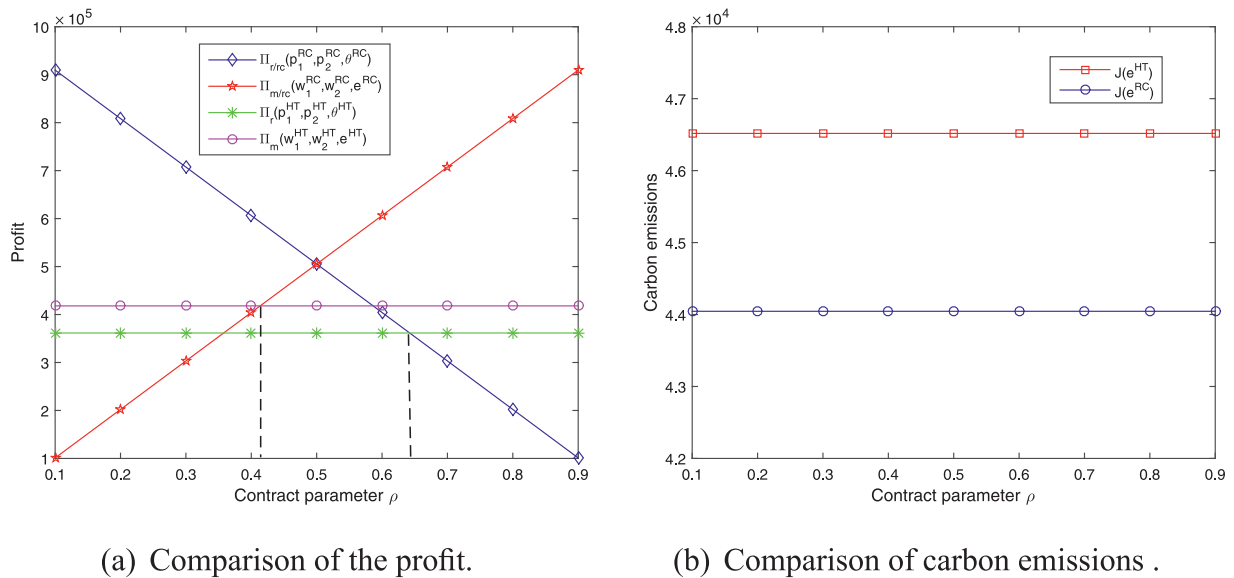 × 10^5
10
9
8
7
6
5
4
3
2
1
Profit
Π_{r/rc}(p_1^{RC},p_2^{RC},θ^{RC})
Π_{m/rc}(w_1^{RC},w_2^{RC},e^{RC})
Π_r(p_1^{HT},p_2^{HT},θ^{HT})
Π_m(w_1^{HT},w_2^{HT},e^{HT})
0.1 0.2 0.3 0.4 0.5 0.6 0.7 0.8 0.9
Contract parameter ρ
(a) Comparison of the profit.
× 10^4
4.8
4.7
4.6
4.5
4.4
4.3
4.2
Carbon emissions
J(e^{HT})
J(e^{RC})
0.1 0.2 0.3 0.4 0.5 0.6 0.7 0.8 0.9
Contract parameter ρ
(b) Comparison of carbon emissions .